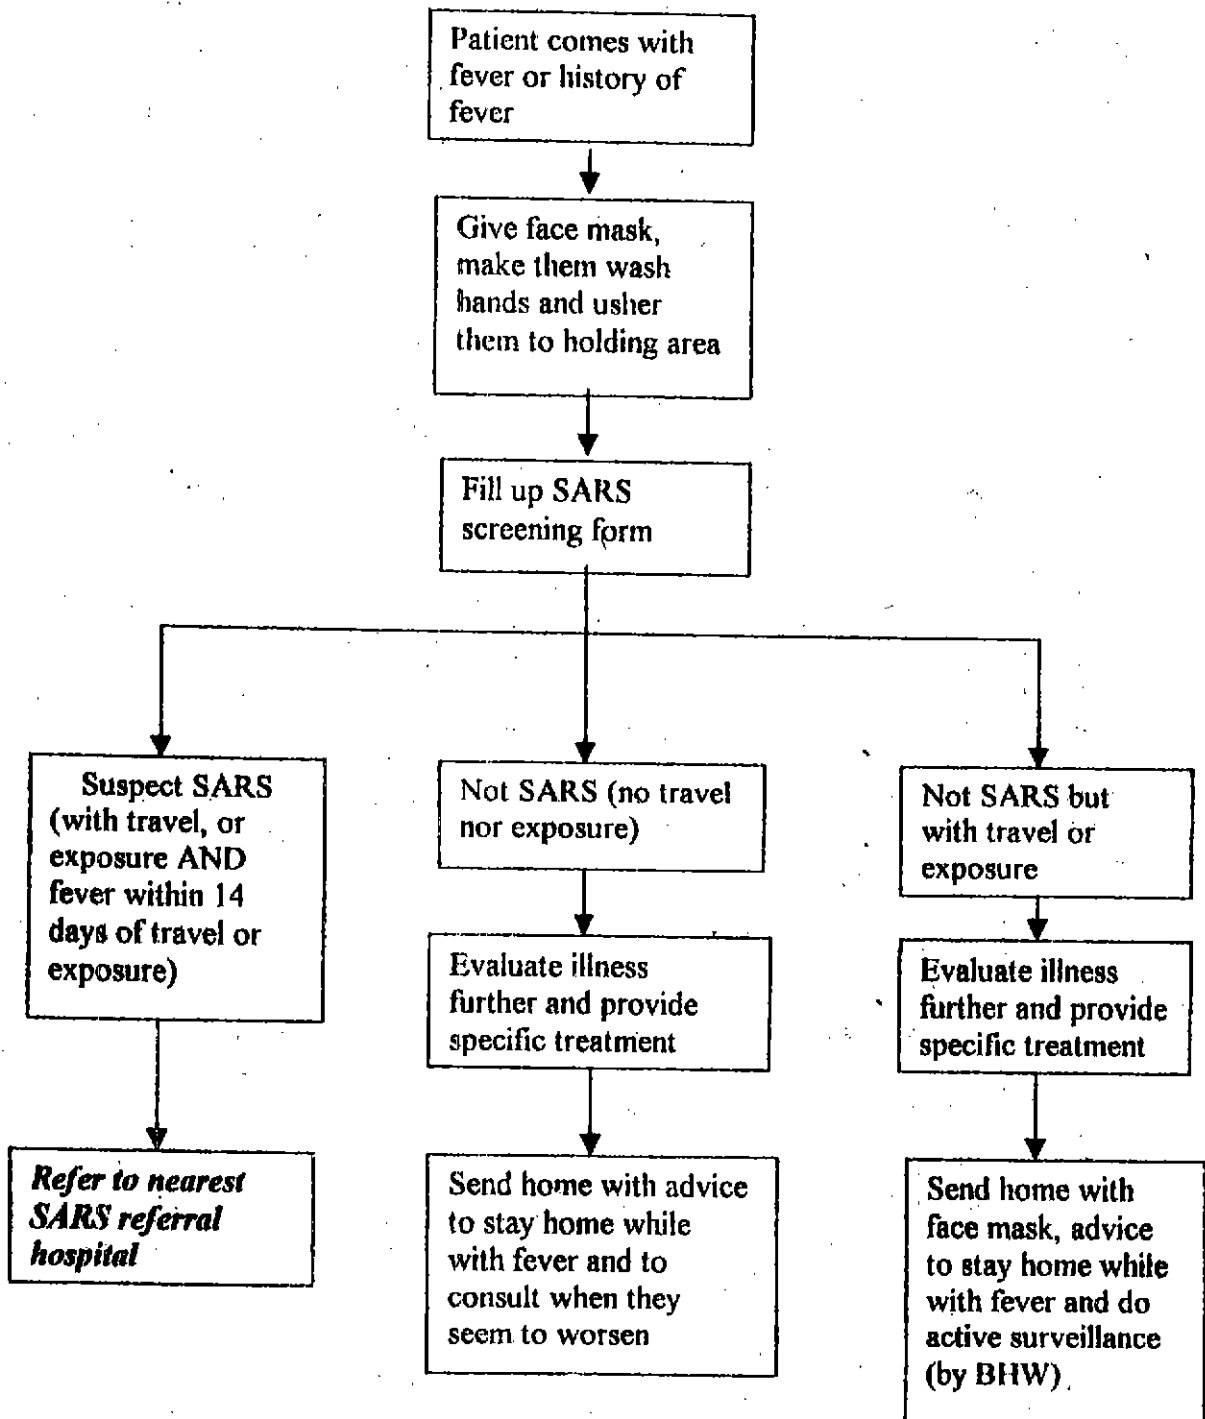 Patient comes with
fever or history of
fever
Give face mask,
make them wash
hands and usher
them to holding area
Fill up SARS
screening form
Suspect SARS
(with travel, or
exposure AND
fever within 14
days of travel or
exposure)
Not SARS (no travel
nor exposure)
Not SARS but
with travel or
exposure
Evaluate illness
further and provide
specific treatment
Evaluate illness
further and provide
specific treatment
Refer to nearest
SARS referral
hospital
Send home with advice
to stay home while
with fever and to
consult when they
seem to worsen
Send home with
face mask, advice
to stay home while
with fever and do
active surveillance
(by BHW)